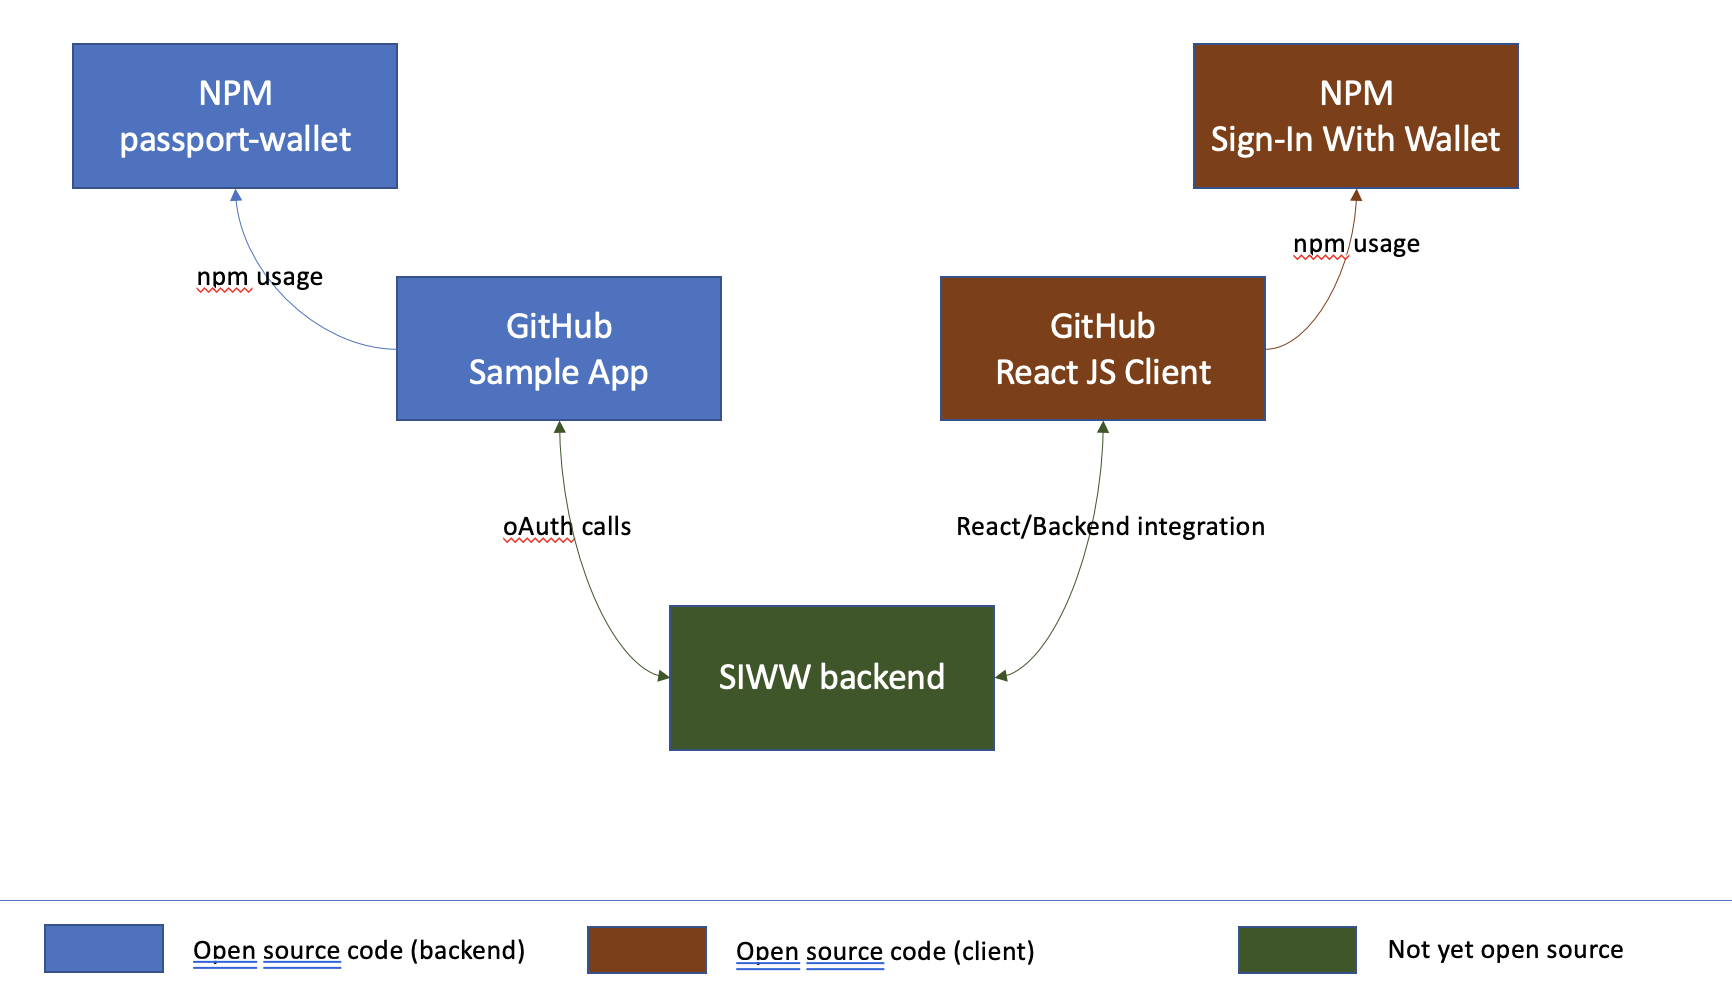 NPM
passport-wallet
NPM
Sign-In With Wallet
npm usage
npm usage
GitHub
Sample App
GitHub
React JS Client
oAuth calls
React/Backend integration
SIWW backend
Open source code (backend)
Open source code (client)
Not yet open source